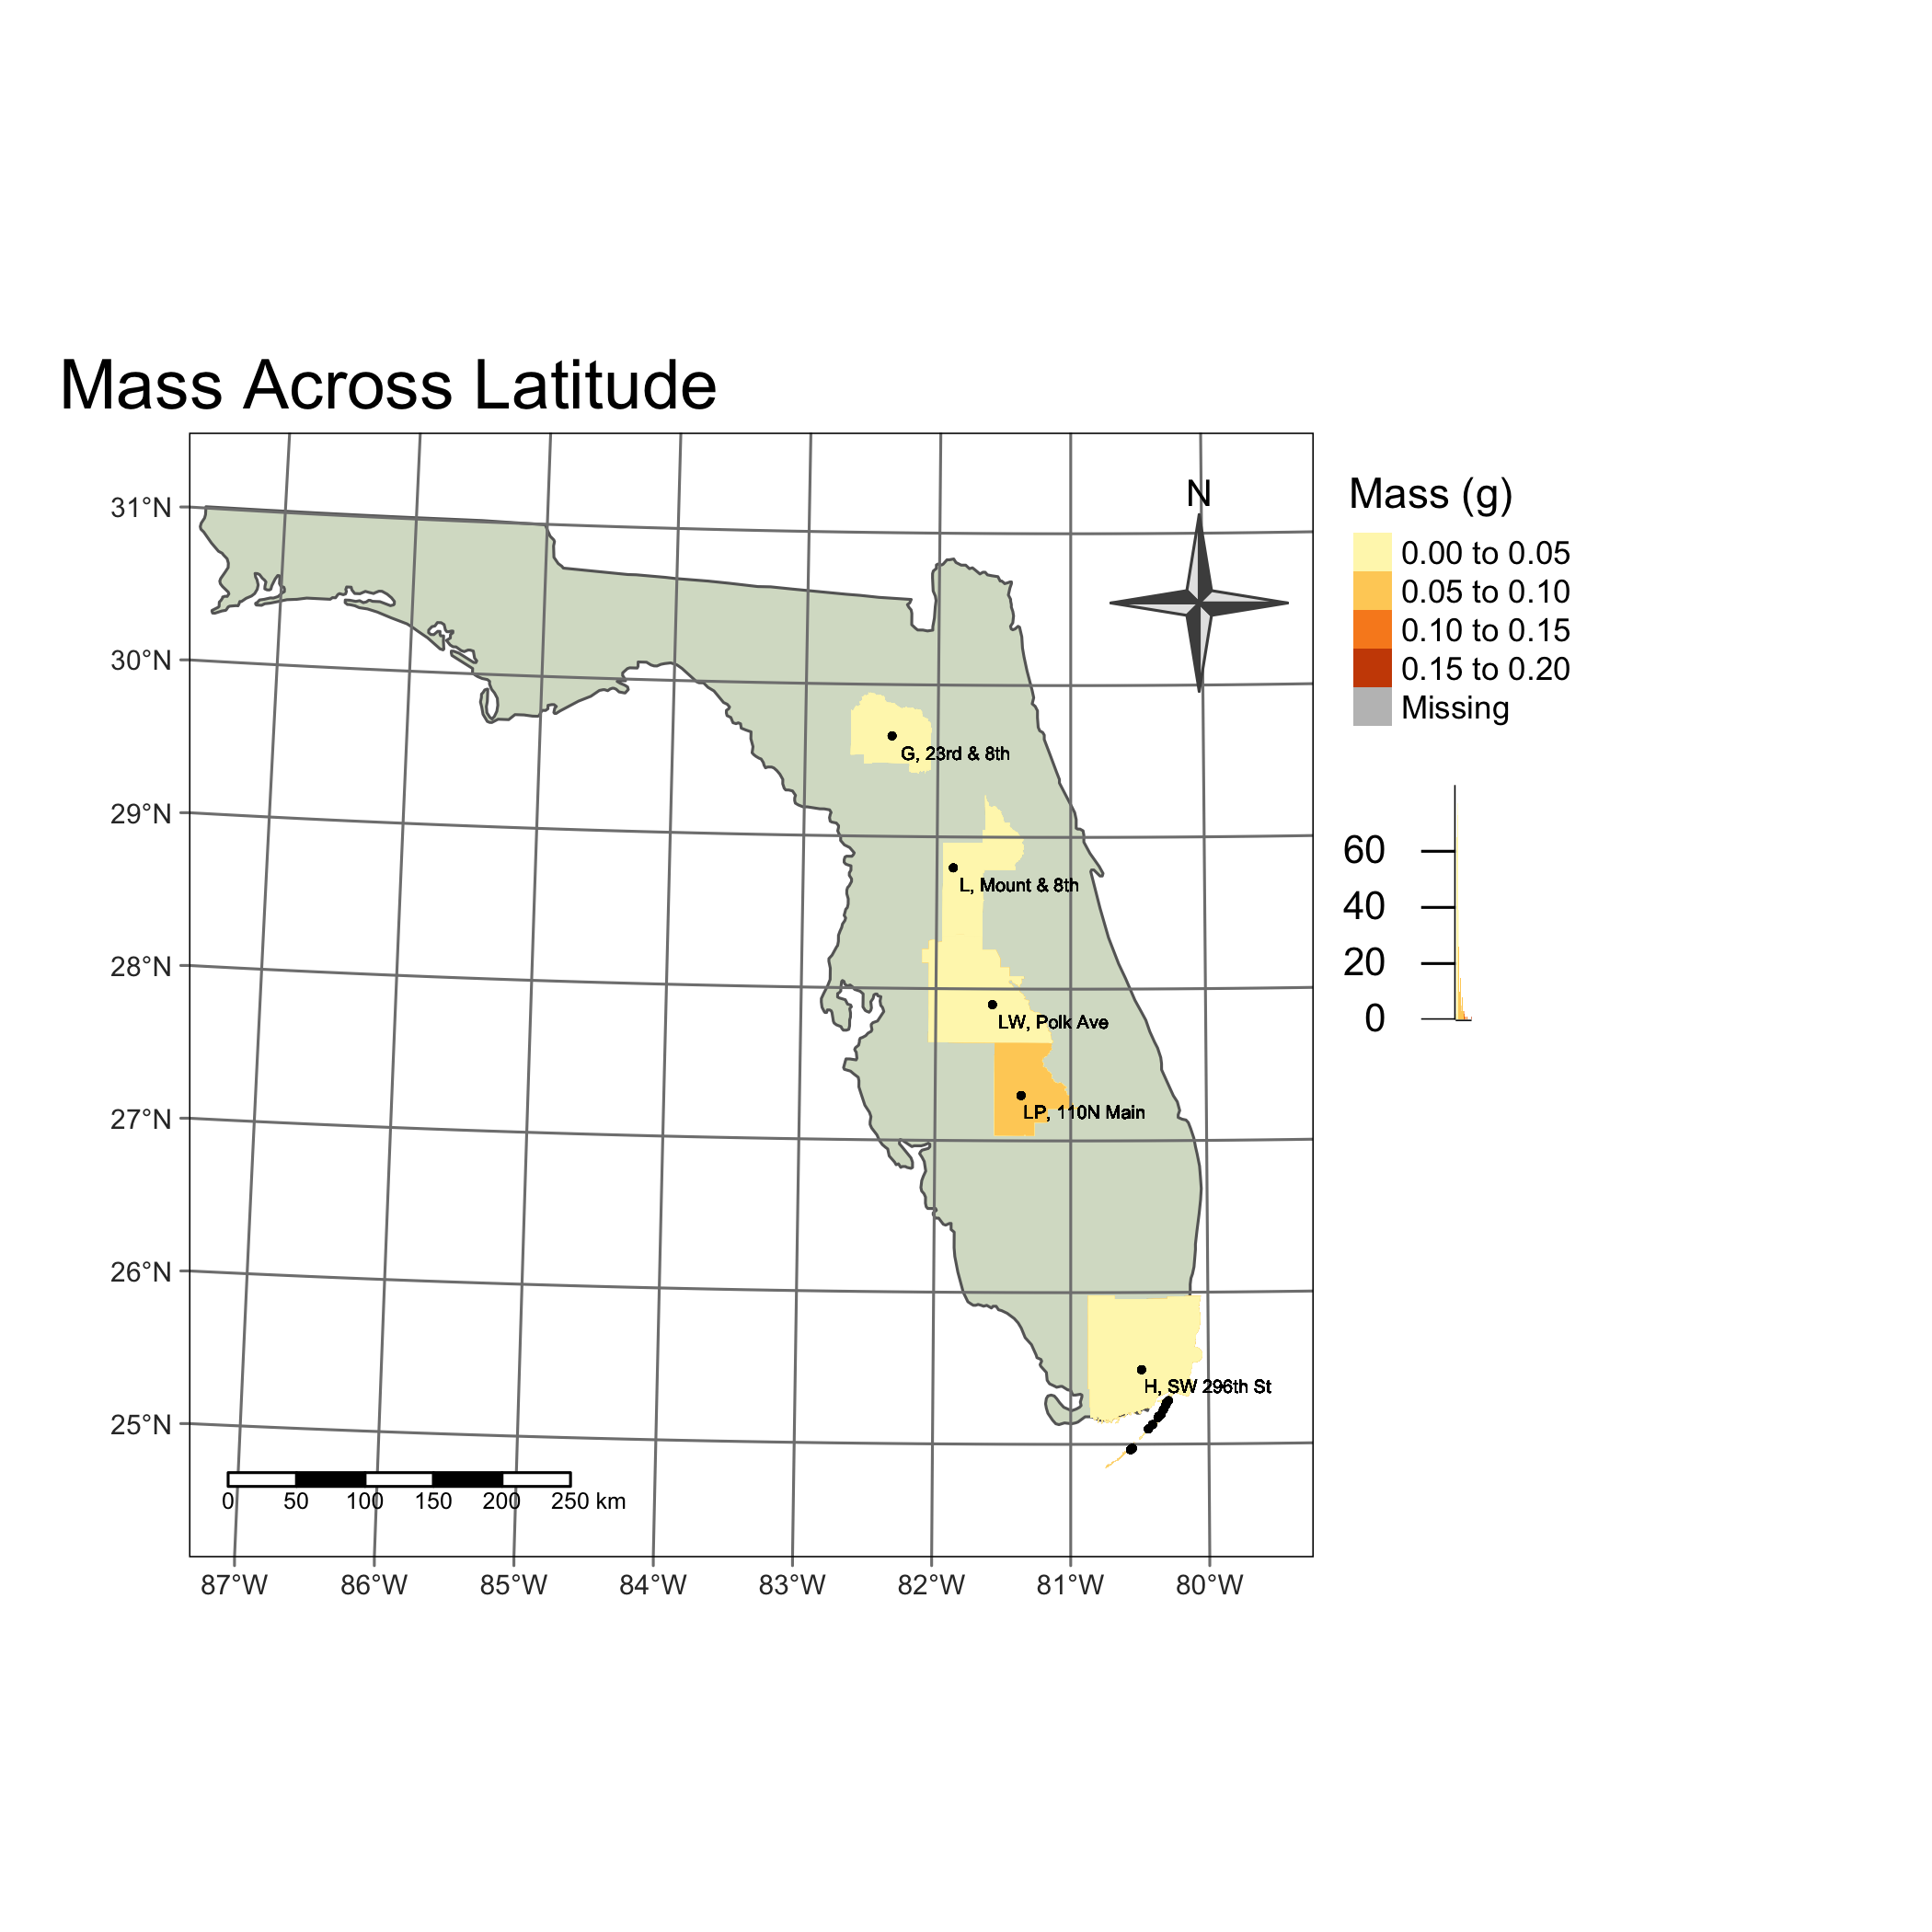 Mass Across Latitude
N
31°N
30°N
29°N
28°N
27°N
26°N
25°N
G, 23rd & 8th
L, Mount & 8th
LW, Polk Ave
LP, 110N Main
H, SW 296th St
0 50 100 150 200 250 km
87°W 86°W 85°W 84°W 83°W 82°W 81°W 80°W
Mass (g)
0.00 to 0.05
0.05 to 0.10
0.10 to 0.15
0.15 to 0.20
Missing
60
40
20
0